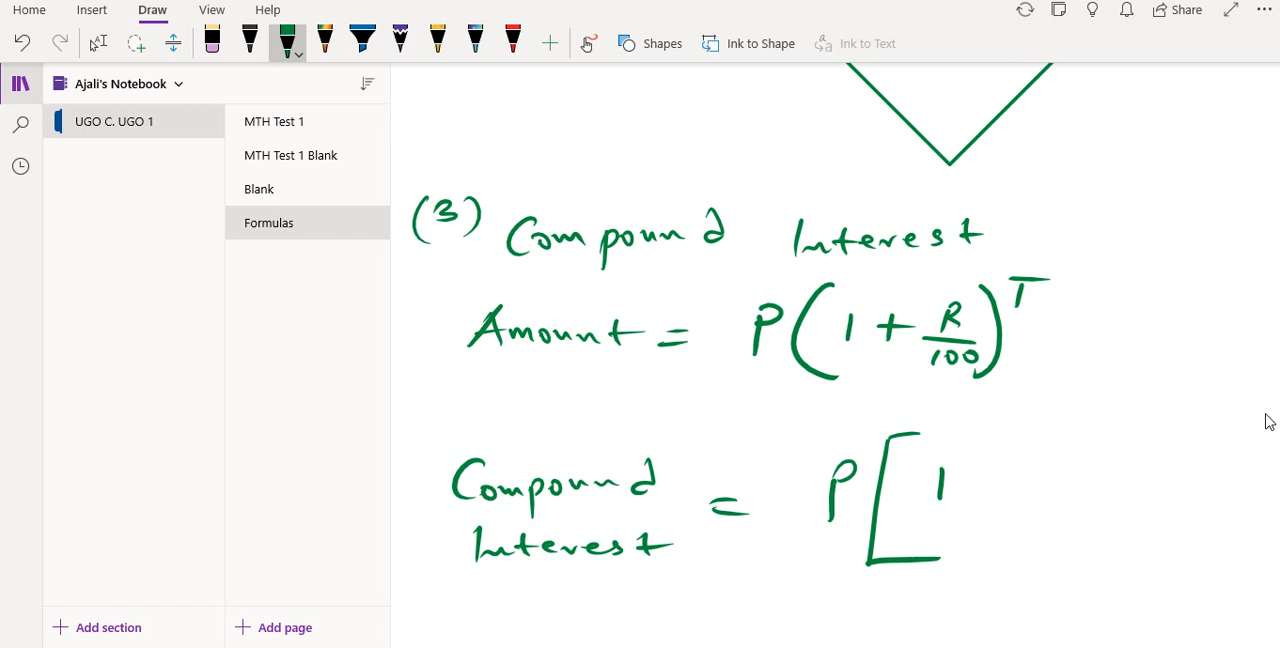 Home Insert Draw View Help Share
Shapes Ink to Shape Ink to Text
Ajali's Notebook
UGO C. UGO 1
MTH Test 1
MTH Test 1 Blank
Blank
Formulas
(3) Compound Interest
Amount = P(1 + R/100)^T
Compound Interest = P[1
Add section
Add page